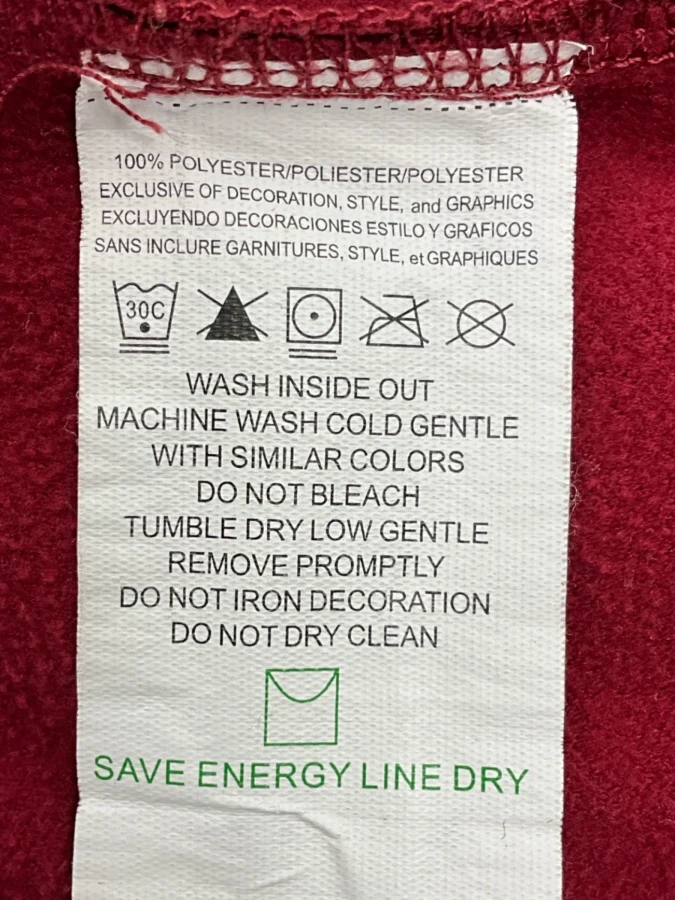 100% POLYESTER/POLIESTER/POLYESTER
EXCLUSIVE OF DECORATION, STYLE, and GRAPHICS
EXCLUYENDO DECORACIONES ESTILO Y GRAFICOS
SANS INCLURE GARNITURES, STYLE, et GRAPHIQUES
30C
WASH INSIDE OUT
MACHINE WASH COLD GENTLE
WITH SIMILAR COLORS
DO NOT BLEACH
TUMBLE DRY LOW GENTLE
REMOVE PROMPTLY
DO NOT IRON DECORATION
DO NOT DRY CLEAN
SAVE ENERGY LINE DRY